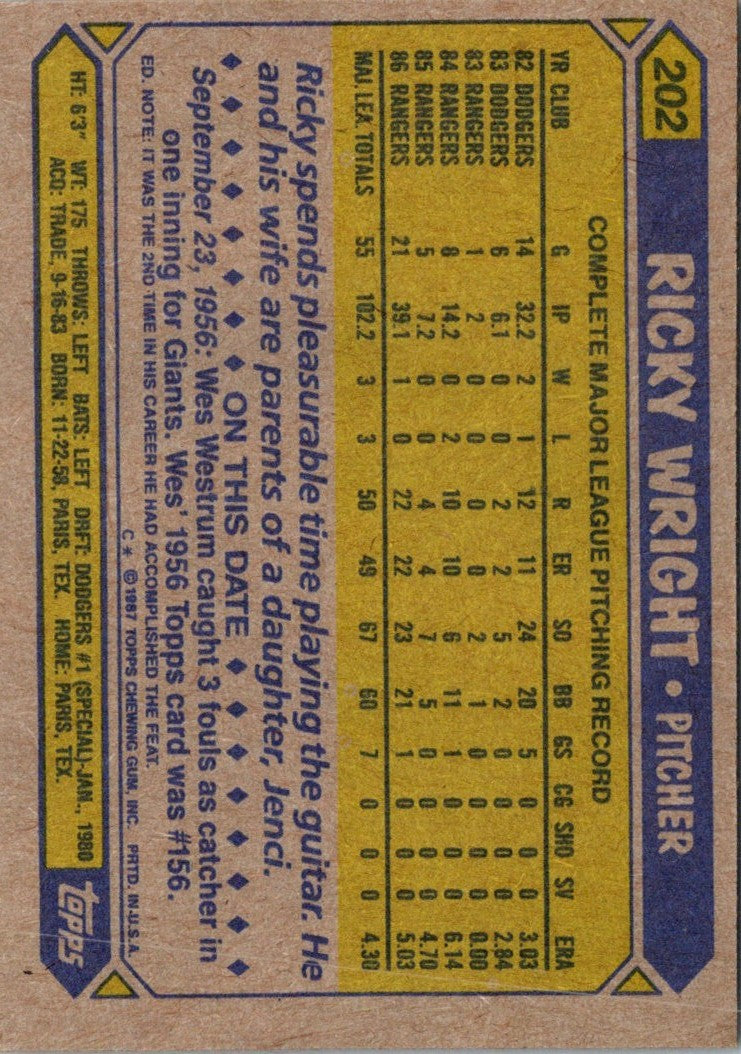 202
RICKY WRIGHT • PITCHER
COMPLETE MAJOR LEAGUE PITCHING RECORD
YR CLUB G IP W L R ER SO BB GS CG SHO SV ERA
82 DODGERS 14 32.2 2 1 12 11 24 20 5 0 0 0 3.03
83 DODGERS 6 6.1 0 0 2 2 5 2 0 0 0 0 2.84
83 RANGERS 1 2 0 0 0 0 2 1 0 0 0 0 0.00
84 RANGERS 8 14.2 0 2 10 10 6 11 1 0 0 0 6.14
85 RANGERS 5 7.2 0 0 4 4 7 5 0 0 0 0 4.70
86 RANGERS 21 39.1 1 0 22 22 23 21 1 0 0 0 5.03
MAJ. LEA. TOTALS 55 102.2 3 3 50 49 67 60 7 0 0 0 4.30
Ricky spends pleasurable time playing the guitar. He
and his wife are parents of a daughter, Jenci.
ON THIS DATE
September 23, 1956: Wes Westrum caught 3 fouls as catcher in
one inning for Giants. Wes' 1956 Topps card was #156.
ED. NOTE: IT WAS THE 2ND TIME IN HIS CAREER HE HAD ACCOMPLISHED THE FEAT.
C * © 1987 TOPPS CHEWING GUM, INC. PRTD. IN U.S.A.
HT: 6'3" WT: 175 THROWS: LEFT BATS: LEFT DRFT: DODGERS #1 (SPECIAL)-JAN., 1980
ACQ: TRADE, 9-16-83 BORN: 11-22-58, PARIS, TEX. HOME: PARIS, TEX.
topps